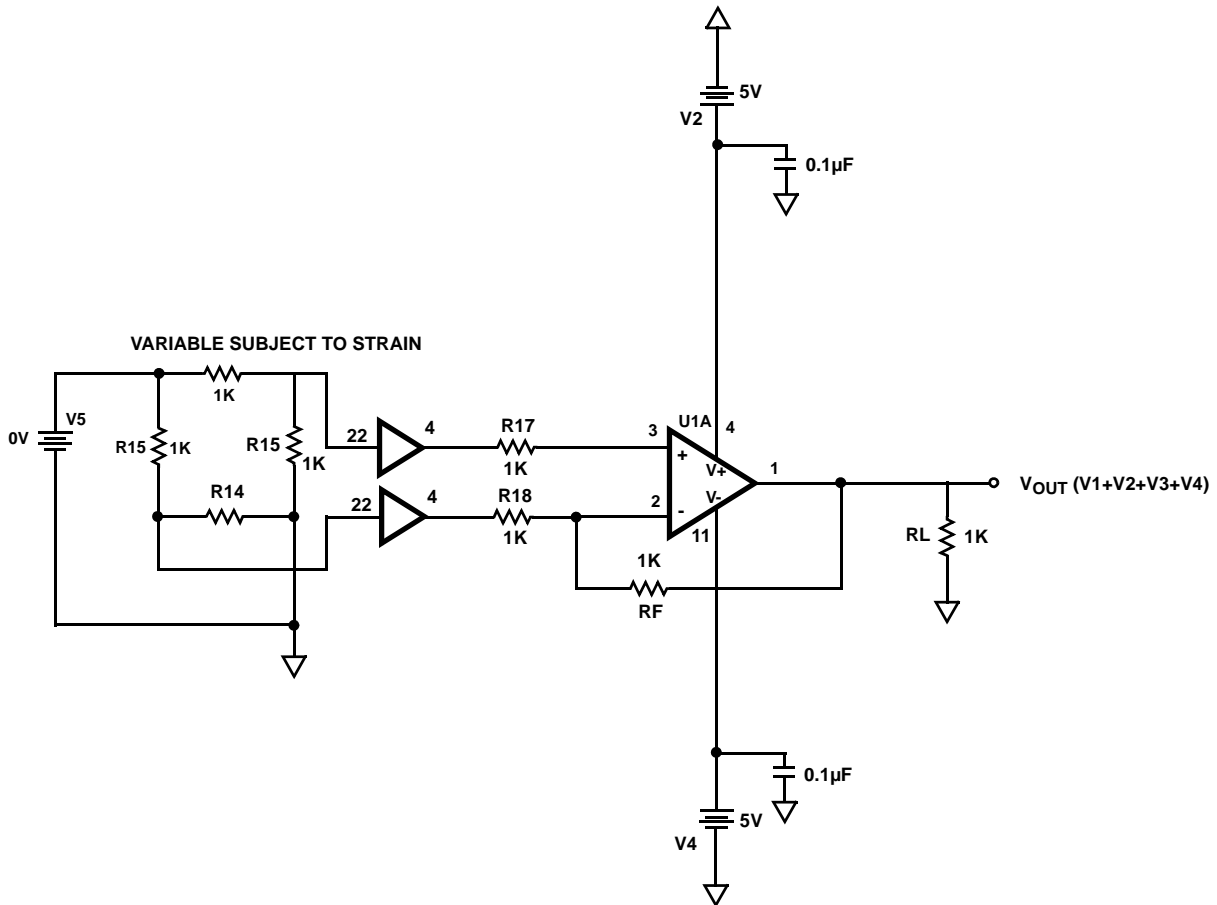 5V
V2
0.1µF
VARIABLE SUBJECT TO STRAIN
1K
V5
0V
R15
1K
R15
1K
R14
22
4
R17
1K
22
4
R18
1K
3
2
U1A
4
+
V+
V-
-
11
1
1K
RF
VOUT (V1+V2+V3+V4)
RL
1K
0.1µF
5V
V4